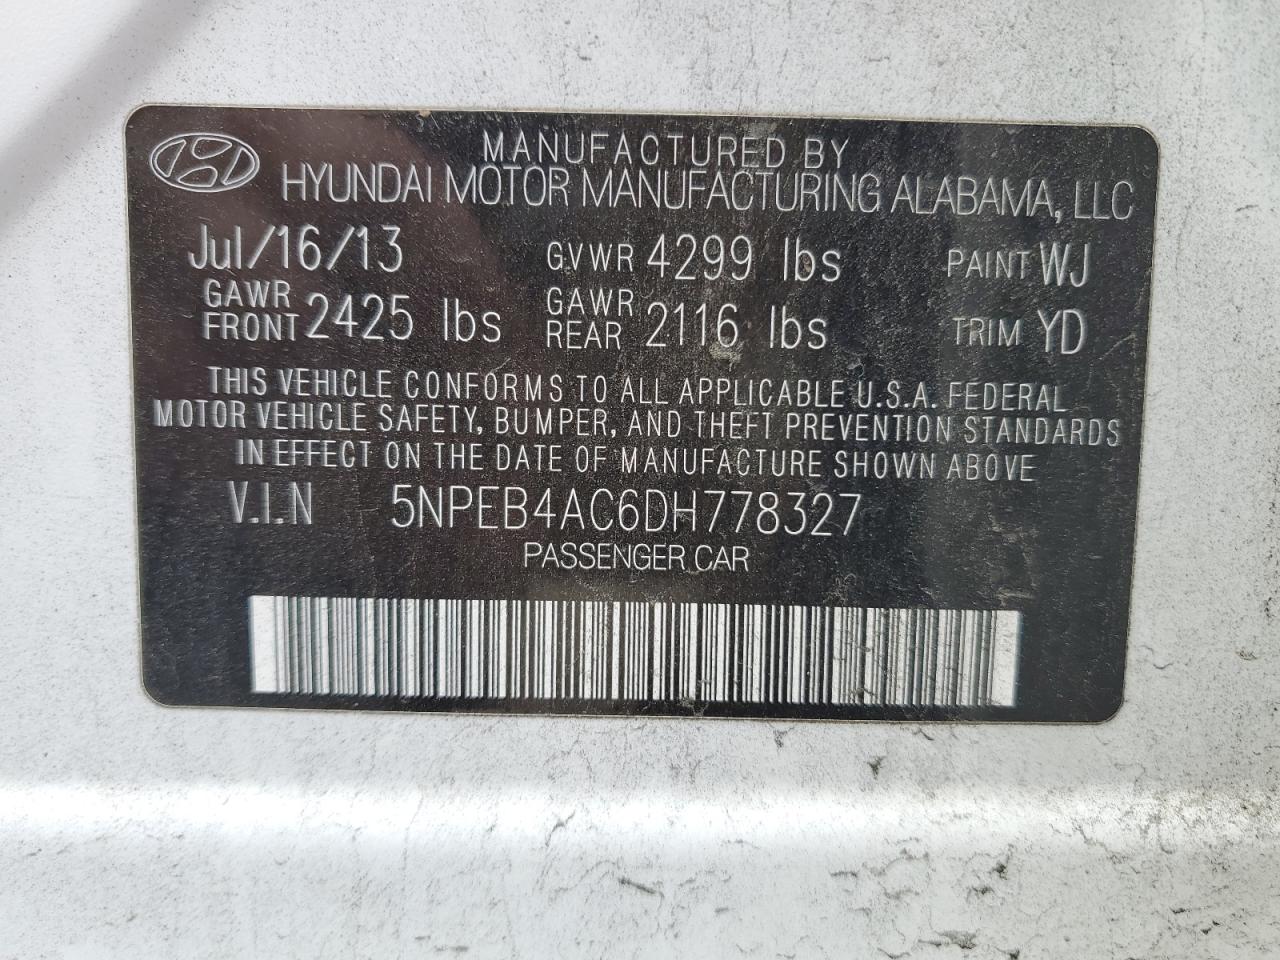 MANUFACTURED BY
HYUNDAI MOTOR MANUFACTURING ALABAMA, LLC
Jul/16/13 GVWR 4299 lbs PAINT WJ
GAWR FRONT 2425 lbs GAWR REAR 2116 lbs TRIM YD
THIS VEHICLE CONFORMS TO ALL APPLICABLE U.S.A. FEDERAL
MOTOR VEHICLE SAFETY, BUMPER, AND THEFT PREVENTION STANDARDS
IN EFFECT ON THE DATE OF MANUFACTURE SHOWN ABOVE
V.I.N 5NPEB4AC6DH778327
PASSENGER CAR